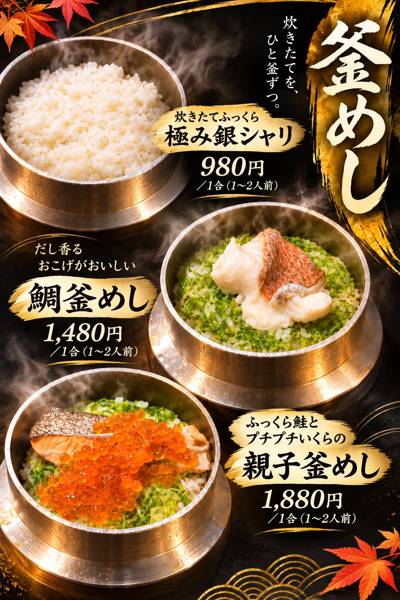 釜めし
炊きたてを、
ひと釜ずつ。
炊きたてふっくら
極み銀シャリ
980円
／1合（1〜2人前）
だし香る
おこげがおいしい
鯛釜めし
1,480円
／1合（1〜2人前）
ふっくら鮭と
プチプチいくらの
親子釜めし
1,880円
／1合（1〜2人前）